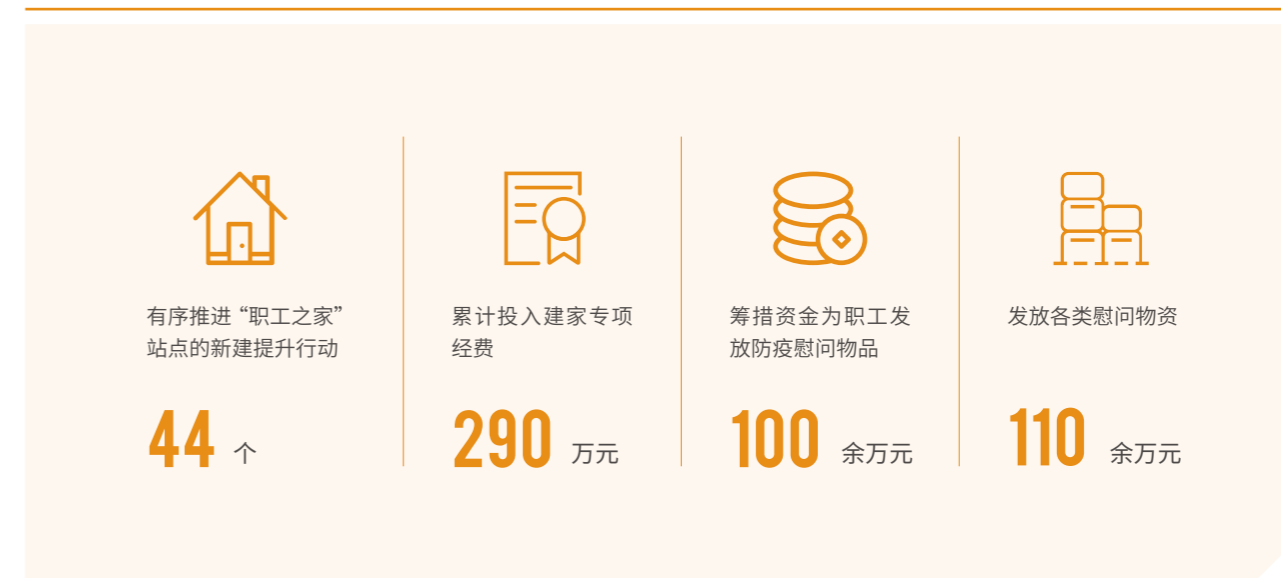 有序推进“职工之家”
站点的新建提升行动
44 个
累计投入建家专项
经费
290 万元
筹措资金为职工发
放防疫慰问物品
100 余万元
发放各类慰问物资
110 余万元